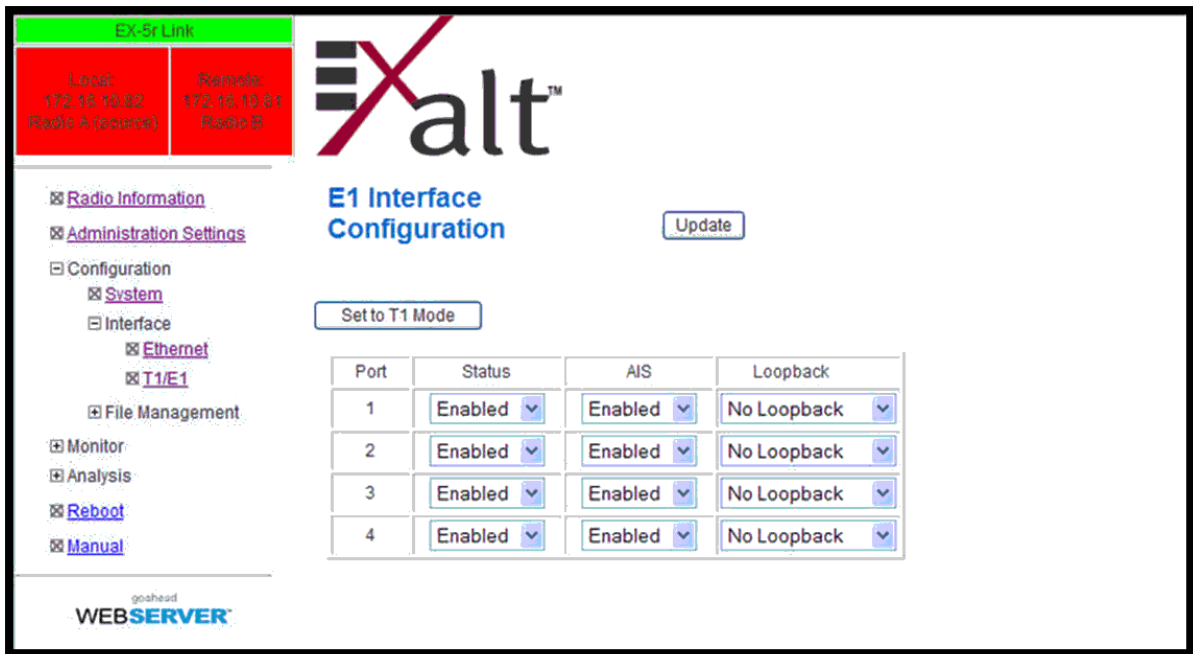 EX-5r Link
Local:
172.16.10.82
Radio A (source)
Remote:
172.16.10.81
Radio B
EXalt™
Radio Information
Administration Settings
Configuration
System
Interface
Ethernet
T1/E1
File Management
Monitor
Analysis
Reboot
Manual
goahead
WEBSERVER™
E1 Interface
Configuration
Update
Set to T1 Mode
Port Status AIS Loopback
1 Enabled Enabled No Loopback
2 Enabled Enabled No Loopback
3 Enabled Enabled No Loopback
4 Enabled Enabled No Loopback